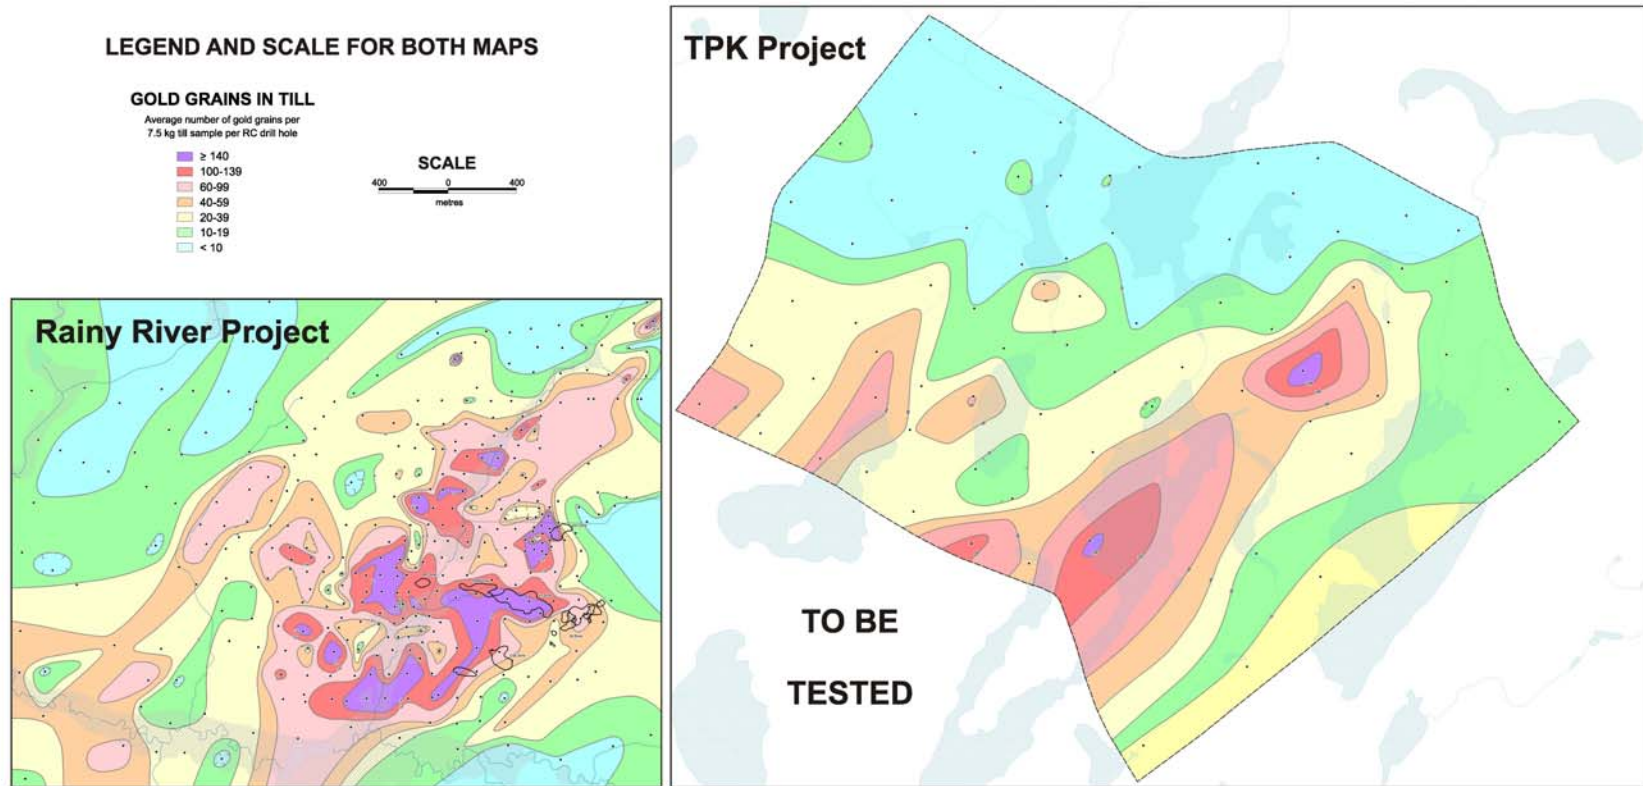 LEGEND AND SCALE FOR BOTH MAPS
GOLD GRAINS IN TILL
Average number of gold grains per
7.5 kg till sample per RC drill hole
≥ 140
100-139
60-99
40-59
20-39
10-19
< 10
SCALE
400 0 400
metres
Rainy River Project
TPK Project
TO BE
TESTED